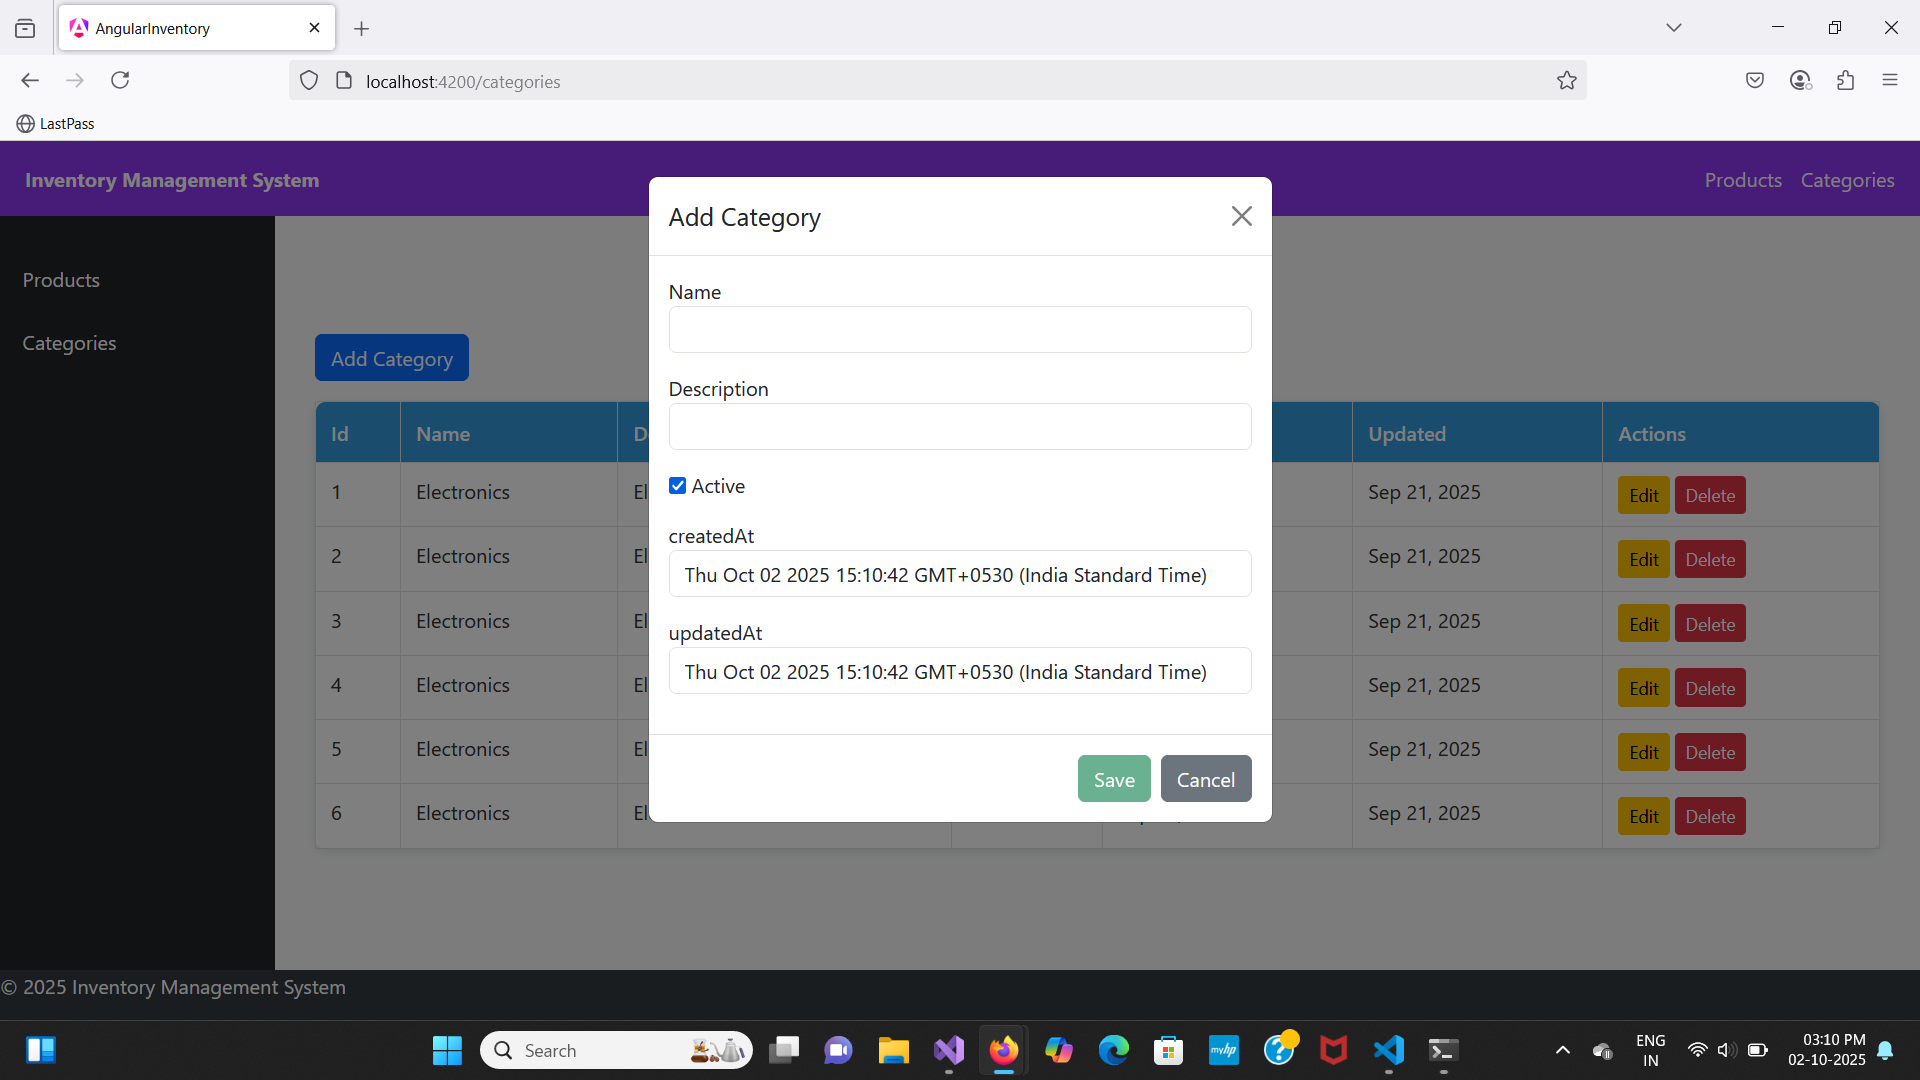 AngularInventory
localhost:4200/categories
LastPass
Inventory Management System
Products Categories
Products
Categories
Add Category
Add Category
Name
Description
Active
createdAt
Thu Oct 02 2025 15:10:42 GMT+0530 (India Standard Time)
updatedAt
Thu Oct 02 2025 15:10:42 GMT+0530 (India Standard Time)
Save Cancel
Id Name Updated Actions
1 Electronics El Sep 21, 2025 Edit Delete
2 Electronics El Sep 21, 2025 Edit Delete
3 Electronics El Sep 21, 2025 Edit Delete
4 Electronics El Sep 21, 2025 Edit Delete
5 Electronics El Sep 21, 2025 Edit Delete
6 Electronics El Sep 21, 2025 Edit Delete
© 2025 Inventory Management System
Search
myhp
ENG
IN
03:10 PM
02-10-2025